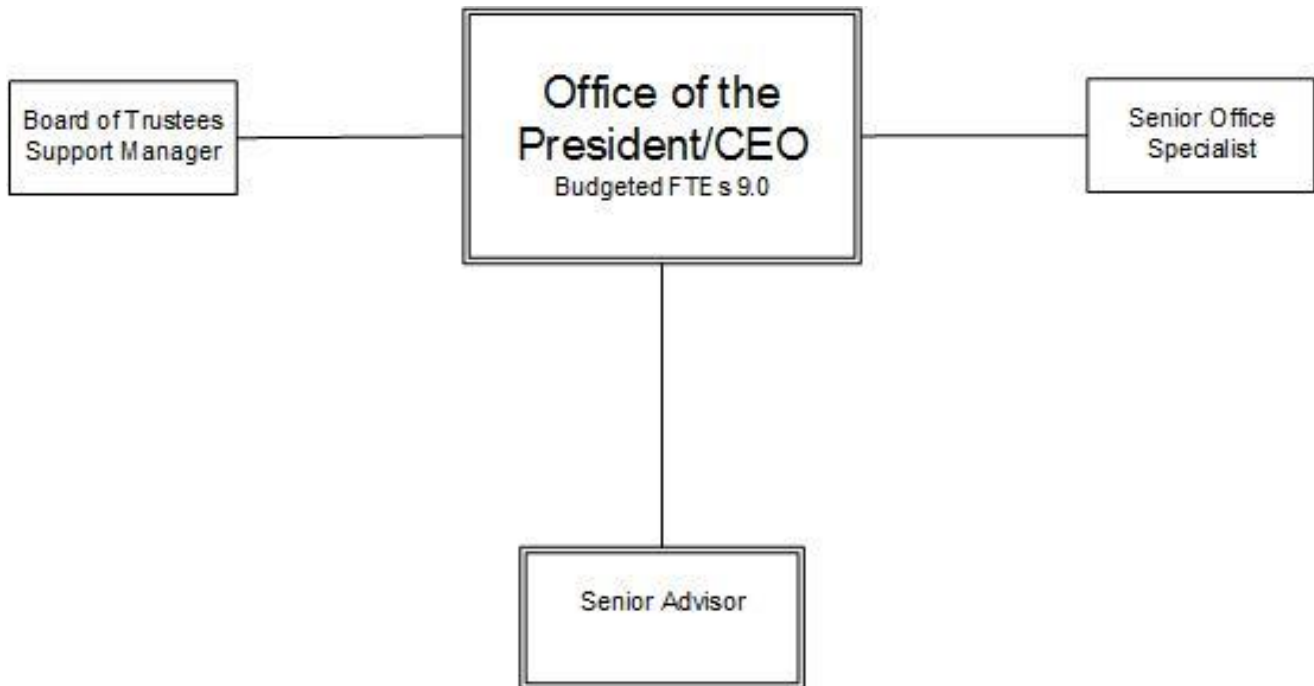 Office of the
President/CEO
Budgeted FTE s 9.0
Board of Trustees
Support Manager
Senior Office
Specialist
Senior Advisor